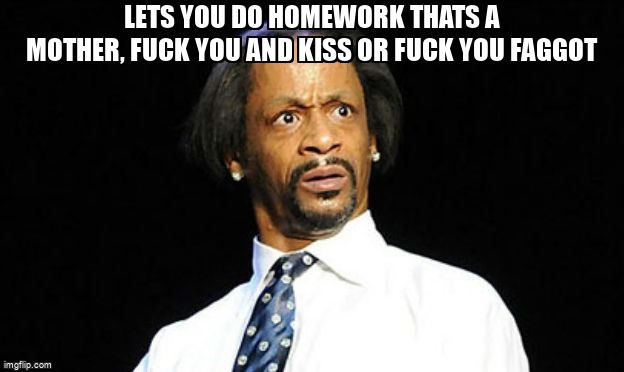 LETS YOU DO HOMEWORK THATS A
MOTHER, FUCK YOU AND KISS OR FUCK YOU FAGGOT
imgflip.com